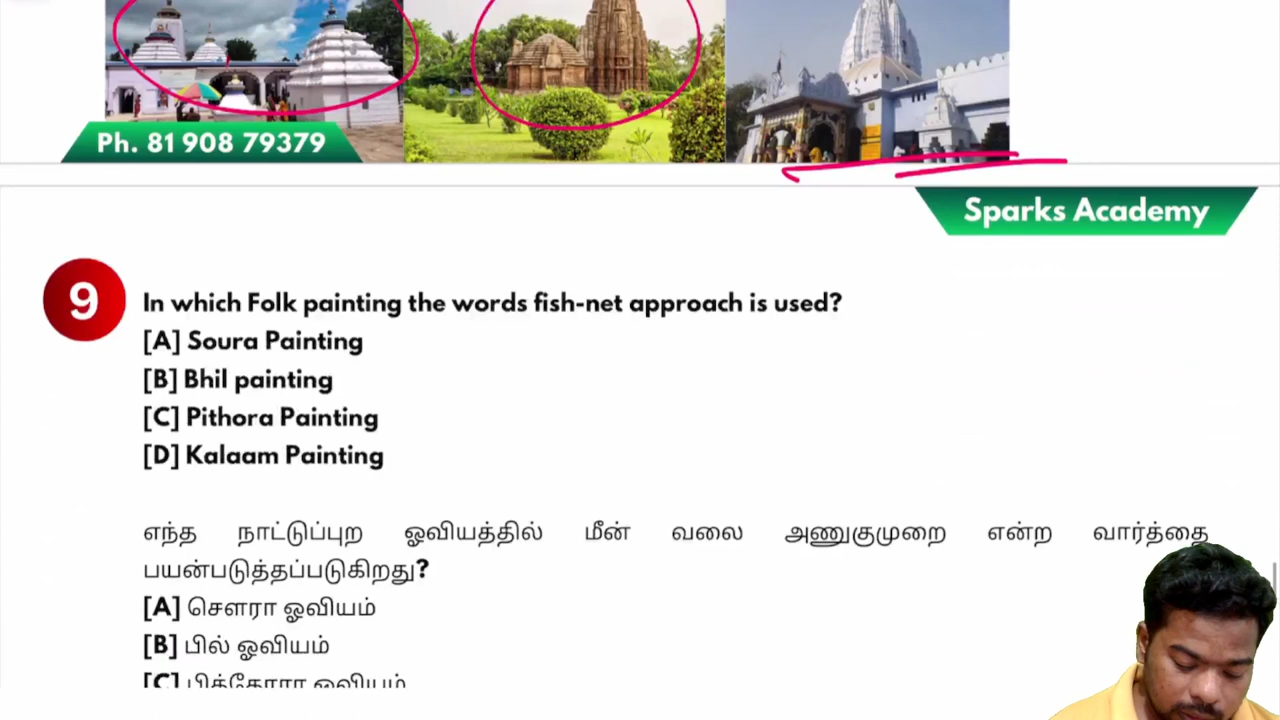 Ph. 81 908 79379
Sparks Academy
9
In which Folk painting the words fish-net approach is used?
[A] Soura Painting
[B] Bhil painting
[C] Pithora Painting
[D] Kalaam Painting
எந்த நாட்டுப்புற ஓவியத்தில் மீன் வலை அணுகுமுறை என்ற வார்த்தை
பயன்படுத்தப்படுகிறது?
[A] சௌரா ஓவியம்
[B] பில் ஓவியம்
[C] பித்தோரா ஓவியம்